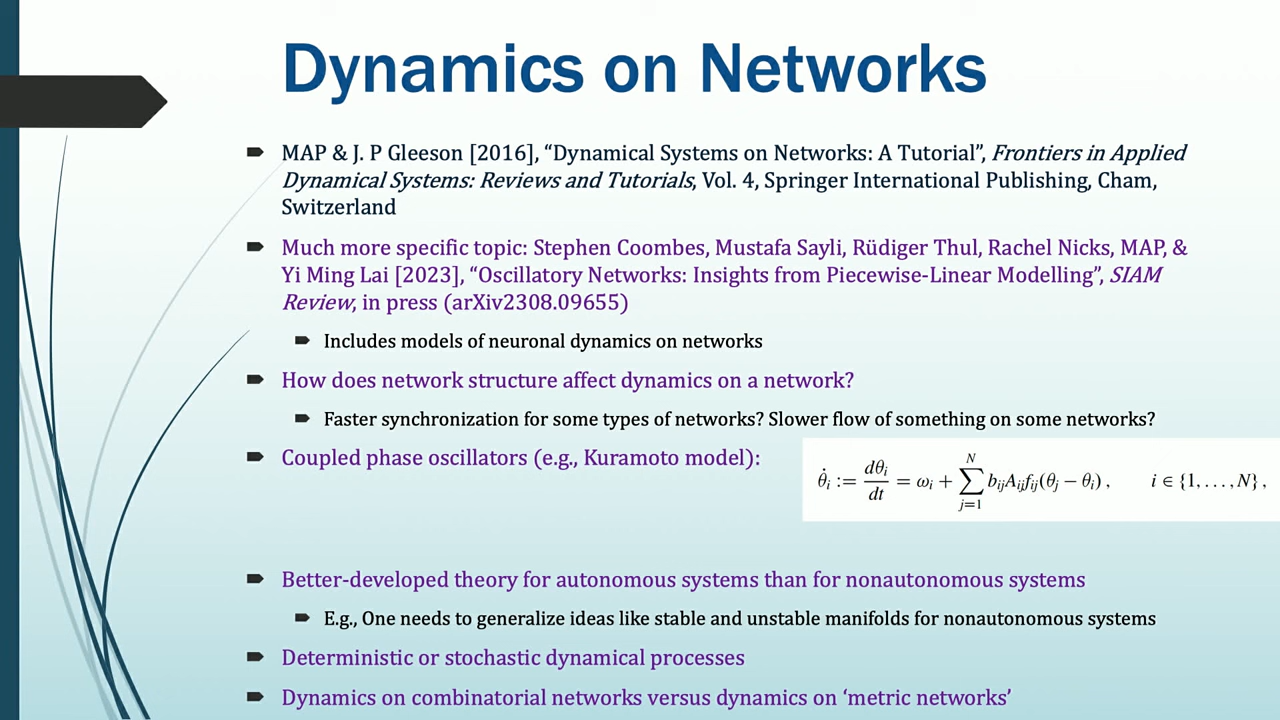 Dynamics on Networks
MAP & J. P Gleeson [2016], “Dynamical Systems on Networks: A Tutorial”, Frontiers in Applied
Dynamical Systems: Reviews and Tutorials, Vol. 4, Springer International Publishing, Cham,
Switzerland
Much more specific topic: Stephen Coombes, Mustafa Sayli, Rüdiger Thul, Rachel Nicks, MAP, &
Yi Ming Lai [2023], “Oscillatory Networks: Insights from Piecewise-Linear Modelling”, SIAM
Review, in press (arXiv2308.09655)
Includes models of neuronal dynamics on networks
How does network structure affect dynamics on a network?
Faster synchronization for some types of networks? Slower flow of something on some networks?
Coupled phase oscillators (e.g., Kuramoto model):
θ̇ᵢ := dθᵢ/dt = ωᵢ + ∑_{j=1}^{N} b_{ij}A_{ij}f_{ij}(θⱼ − θᵢ) ,   i ∈ {1, . . . , N} ,
Better-developed theory for autonomous systems than for nonautonomous systems
E.g., One needs to generalize ideas like stable and unstable manifolds for nonautonomous systems
Deterministic or stochastic dynamical processes
Dynamics on combinatorial networks versus dynamics on ‘metric networks’